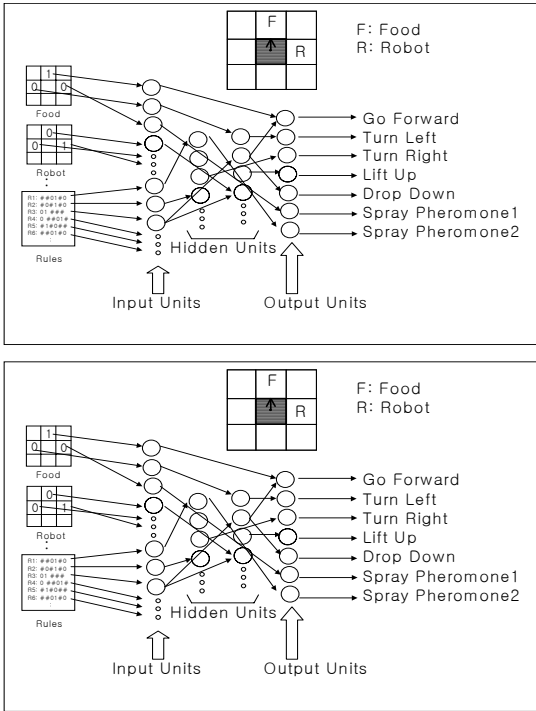 F
R
F: Food
R: Robot
1
0 0
Food
0
0 1
Robot
:
R1: ##01#0
R2: #0#1#0
R3: 01 ###
R4: 0 ##01#
R5: #1#0##
R6: ##01#0
:
Rules
Go Forward
Turn Left
Turn Right
Lift Up
Drop Down
Spray Pheromone1
Spray Pheromone2
Hidden Units
Input Units
Output Units
F
R
F: Food
R: Robot
1
0 0
Food
0
0 1
Robot
:
R1: ##01#0
R2: #0#1#0
R3: 01 ###
R4: 0 ##01#
R5: #1#0##
R6: ##01#0
:
Rules
Go Forward
Turn Left
Turn Right
Lift Up
Drop Down
Spray Pheromone1
Spray Pheromone2
Hidden Units
Input Units
Output Units